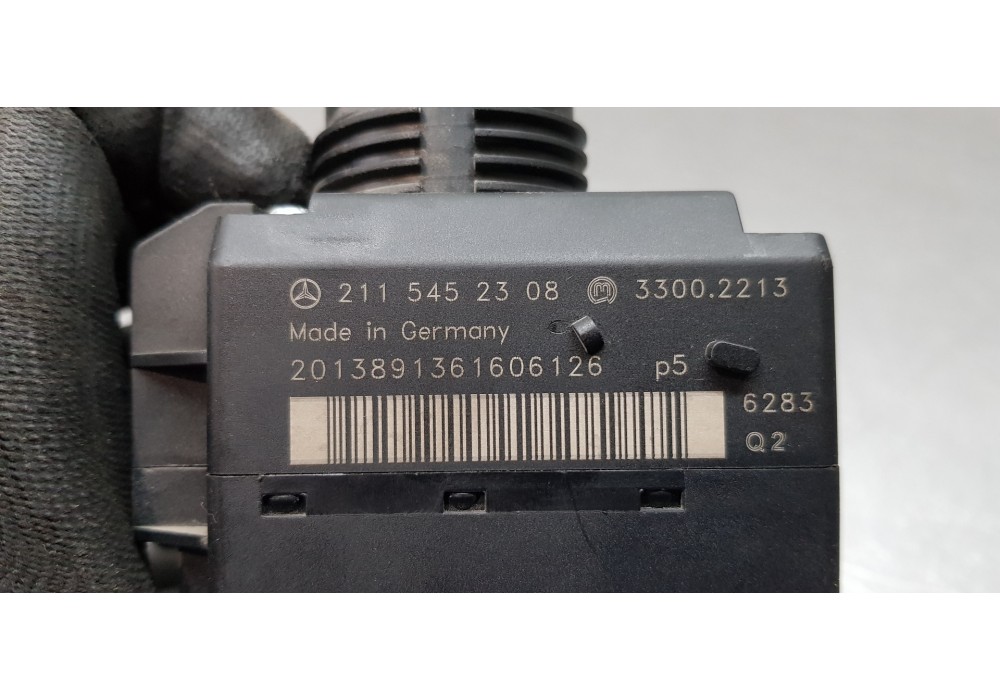 211 545 23 08 M 3300.2213
Made in Germany
2013891361606126 p5
6283
Q2